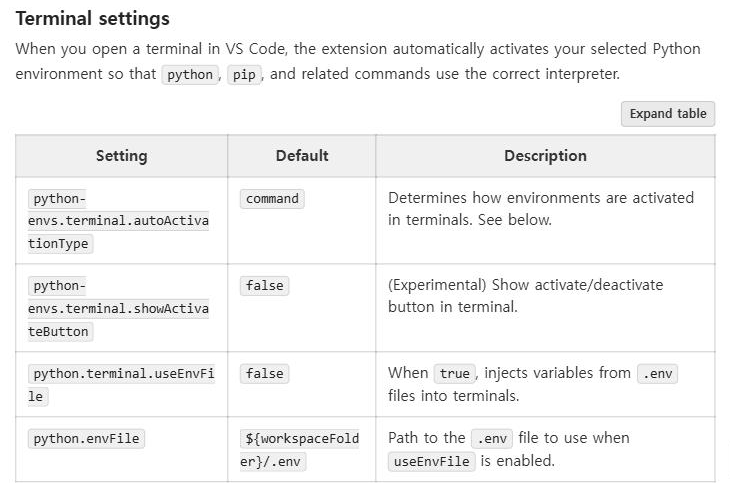 Terminal settings
When you open a terminal in VS Code, the extension automatically activates your selected Python
environment so that python, pip, and related commands use the correct interpreter.
Expand table
Setting Default Description
python-
envs.terminal.autoActiva
tionType
command
Determines how environments are activated
in terminals. See below.
python-
envs.terminal.showActiva
teButton
false
(Experimental) Show activate/deactivate
button in terminal.
python.terminal.useEnvFi
le
false
When true, injects variables from .env
files into terminals.
python.envFile
${workspaceFold
er}/.env
Path to the .env file to use when
useEnvFile is enabled.